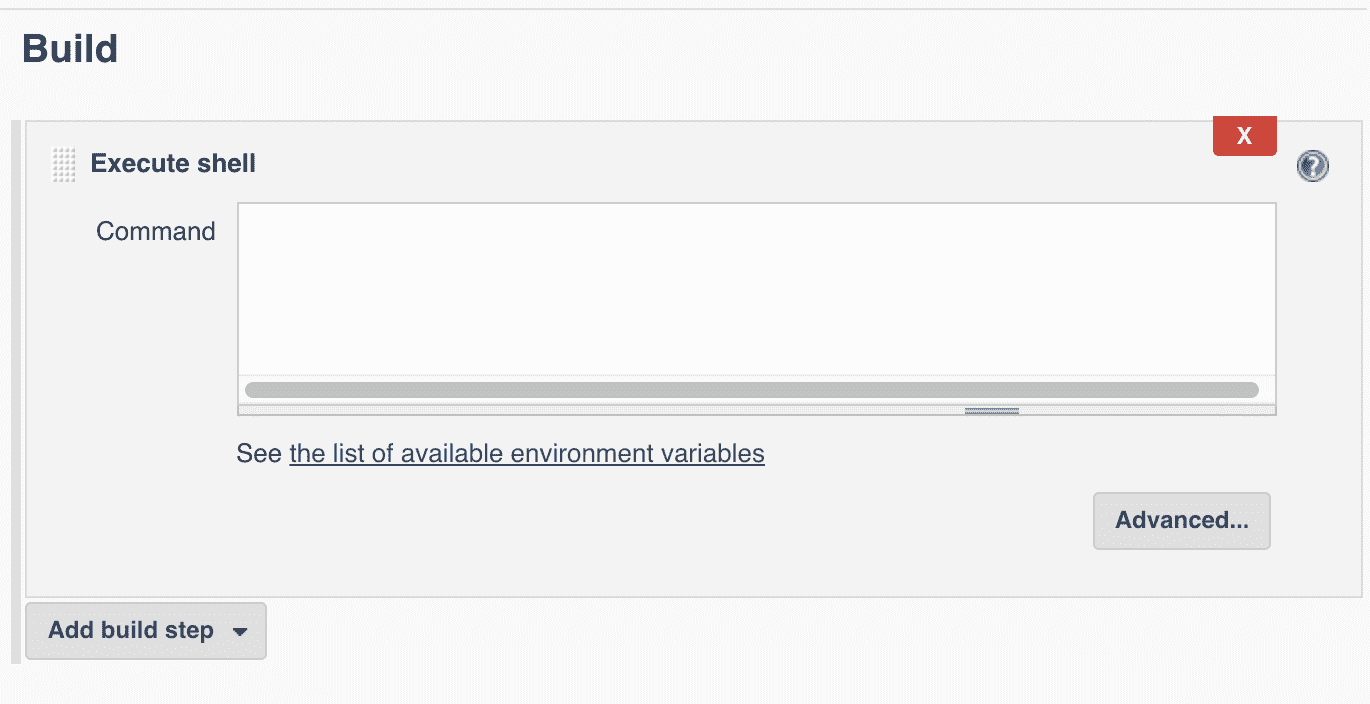 Build
X
Execute shell
?
Command
See the list of available environment variables
Advanced...
Add build step